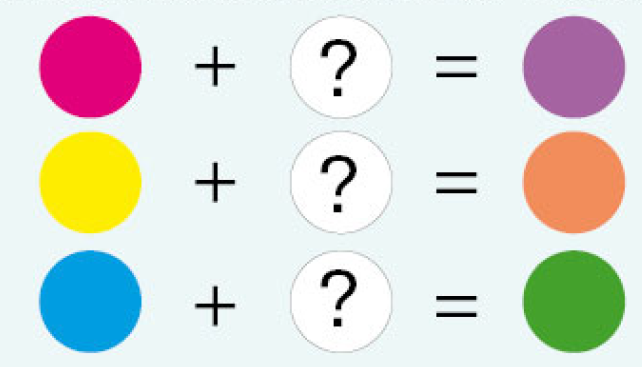 + ? =
+ ? =
+ ? =